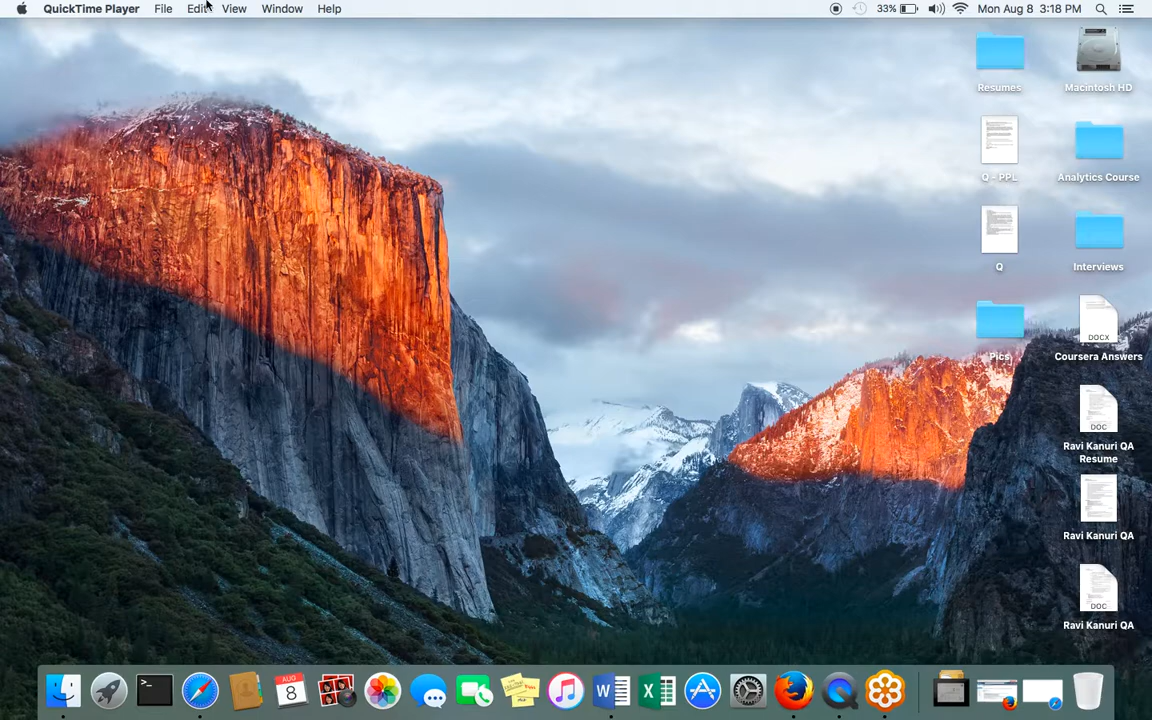 QuickTime Player File Edit View Window Help 33% Mon Aug 8 3:18 PM
Resumes
Macintosh HD
Q - PPL
Analytics Course
Q
Interviews
Pics
DOCX
Coursera Answers
DOC
Ravi Kanuri QA
Resume
Ravi Kanuri QA
DOC
Ravi Kanuri QA
>_
AUG
8